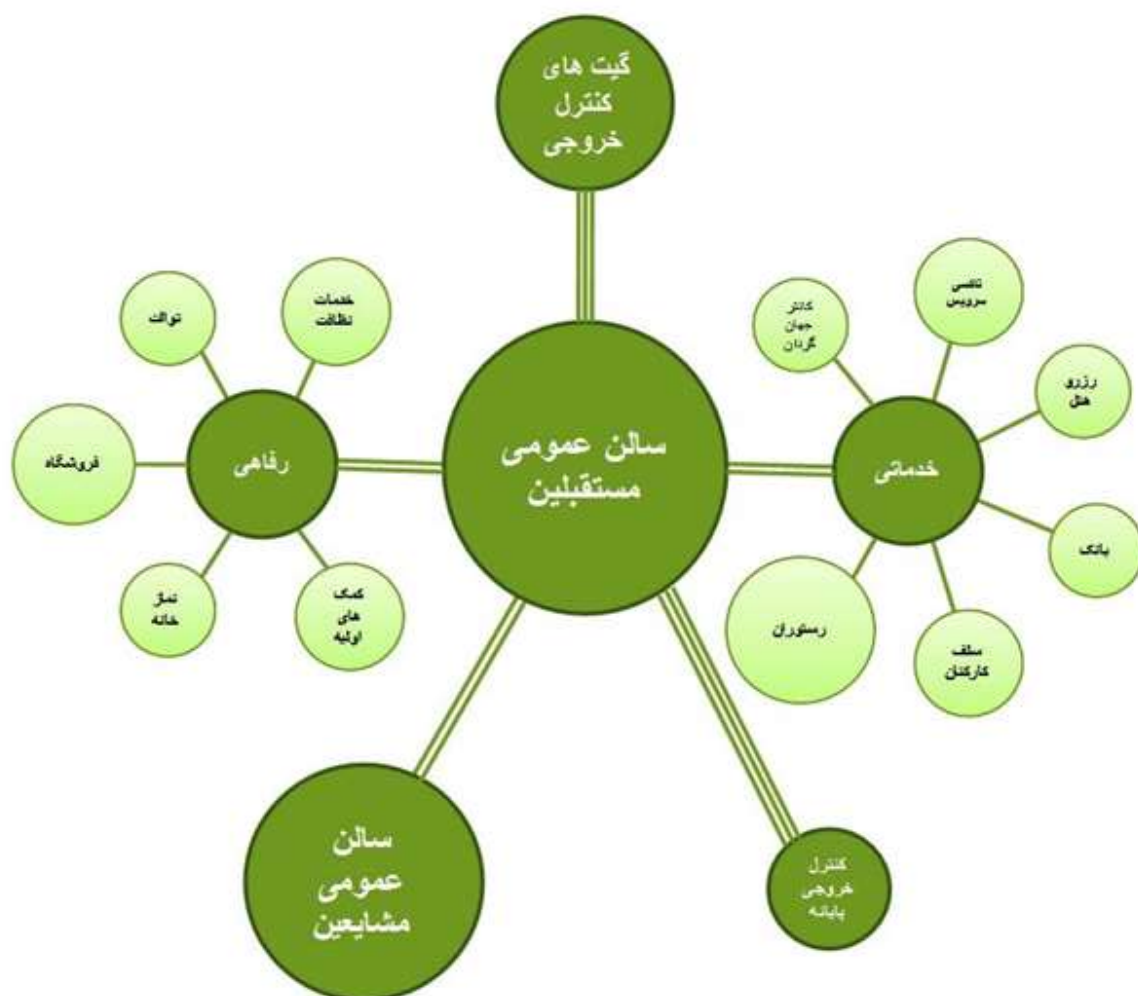 گیت های
کنترل
خروجی
تاکسی
سرویس
کانتر
جهان
گردان
رزرو
هتل
خدماتی
بانک
سلف
کارکنان
رستوران
سالن عمومی
مستقبلین
خدمات
نظافت
توالت
رفاهی
فروشگاه
نماز
خانه
کمک
های
اولیه
کنترل
خروجی
پایانه
سالن
عمومی
مشایعین